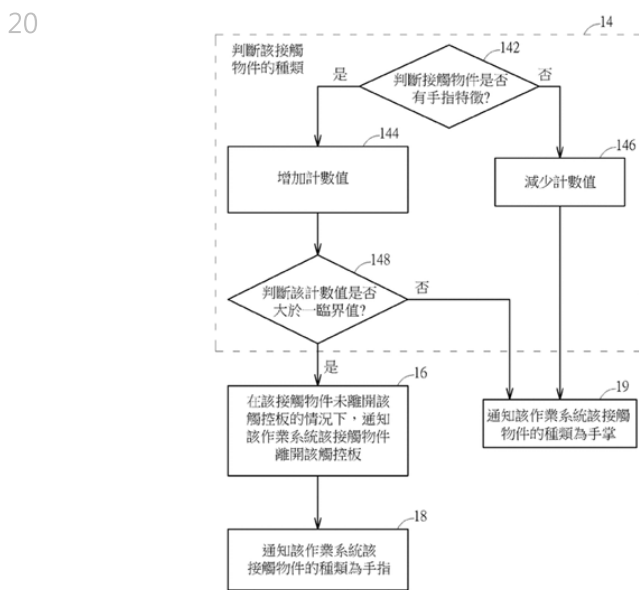 20
14
判斷該接觸
物件的種類
142
是
判斷接觸物件是否
有手指特徵?
否
144
增加計數值
146
減少計數值
148
判斷該計數值是否
大於一臨界值?
否
是
16
在該接觸物件未離開該
觸控板的情況下，通知
該作業系統該接觸物件
離開該觸控板
19
通知該作業系統該接觸
物件的種類為手掌
18
通知該作業系統該
接觸物件的種類為手指